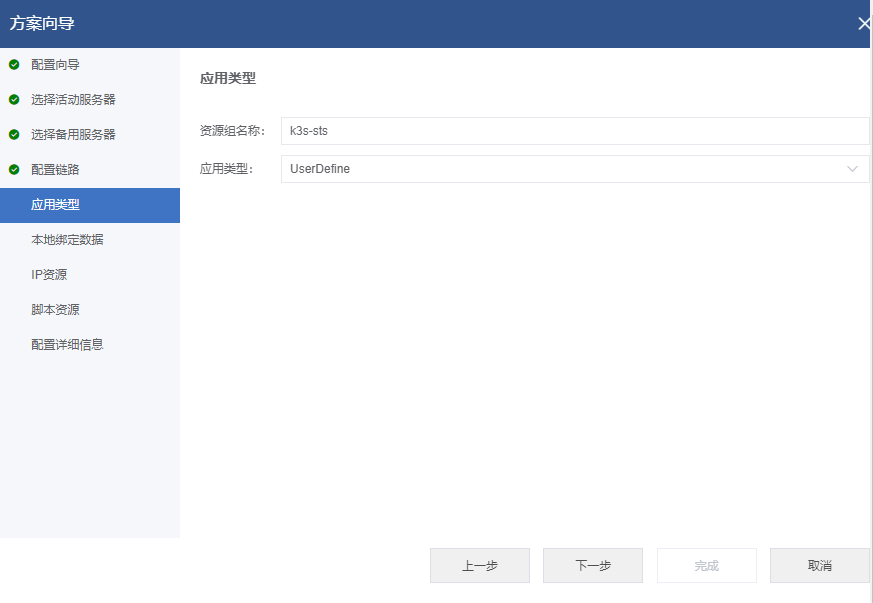 方案向导
配置向导
选择活动服务器
选择备用服务器
配置链路
应用类型
本地绑定数据
IP资源
脚本资源
配置详细信息
应用类型
资源组名称: k3s-sts
应用类型: UserDefine
上一步 下一步 完成 取消